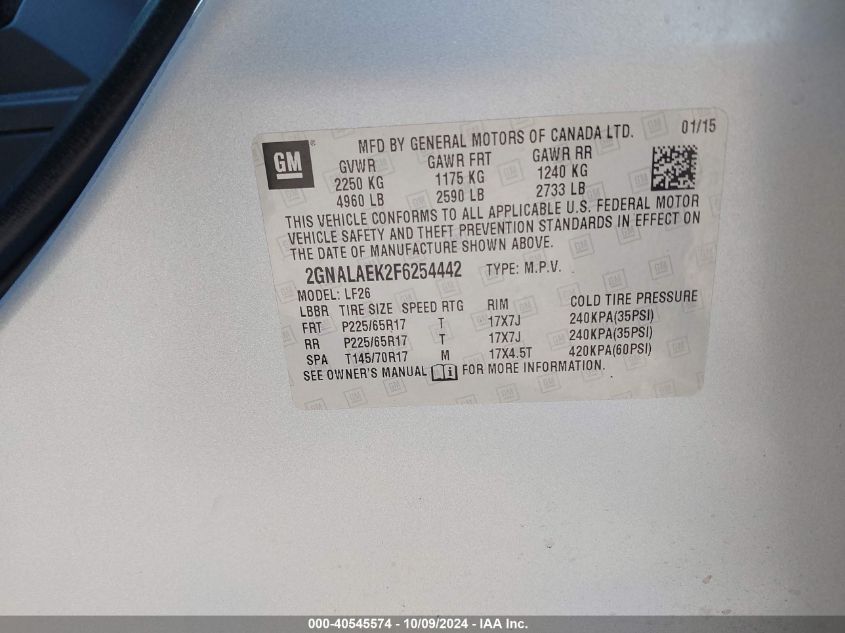 GM
MFD BY GENERAL MOTORS OF CANADA LTD. 01/15
GVWR GAWR FRT GAWR RR
2250 KG 1175 KG 1240 KG
4960 LB 2590 LB 2733 LB
THIS VEHICLE CONFORMS TO ALL APPLICABLE U.S. FEDERAL MOTOR
VEHICLE SAFETY AND THEFT PREVENTION STANDARDS IN EFFECT ON
THE DATE OF MANUFACTURE SHOWN ABOVE.
2GNALAEK2F6254442 TYPE: M.P.V.
MODEL: LF26
LBBR TIRE SIZE SPEED RTG RIM COLD TIRE PRESSURE
FRT P225/65R17 T 17X7J 240KPA(35PSI)
RR P225/65R17 T 17X7J 240KPA(35PSI)
SPA T145/70R17 M 17X4.5T 420KPA(60PSI)
SEE OWNER'S MANUAL FOR MORE INFORMATION.
000-40545574 - 10/09/2024 - IAA Inc.